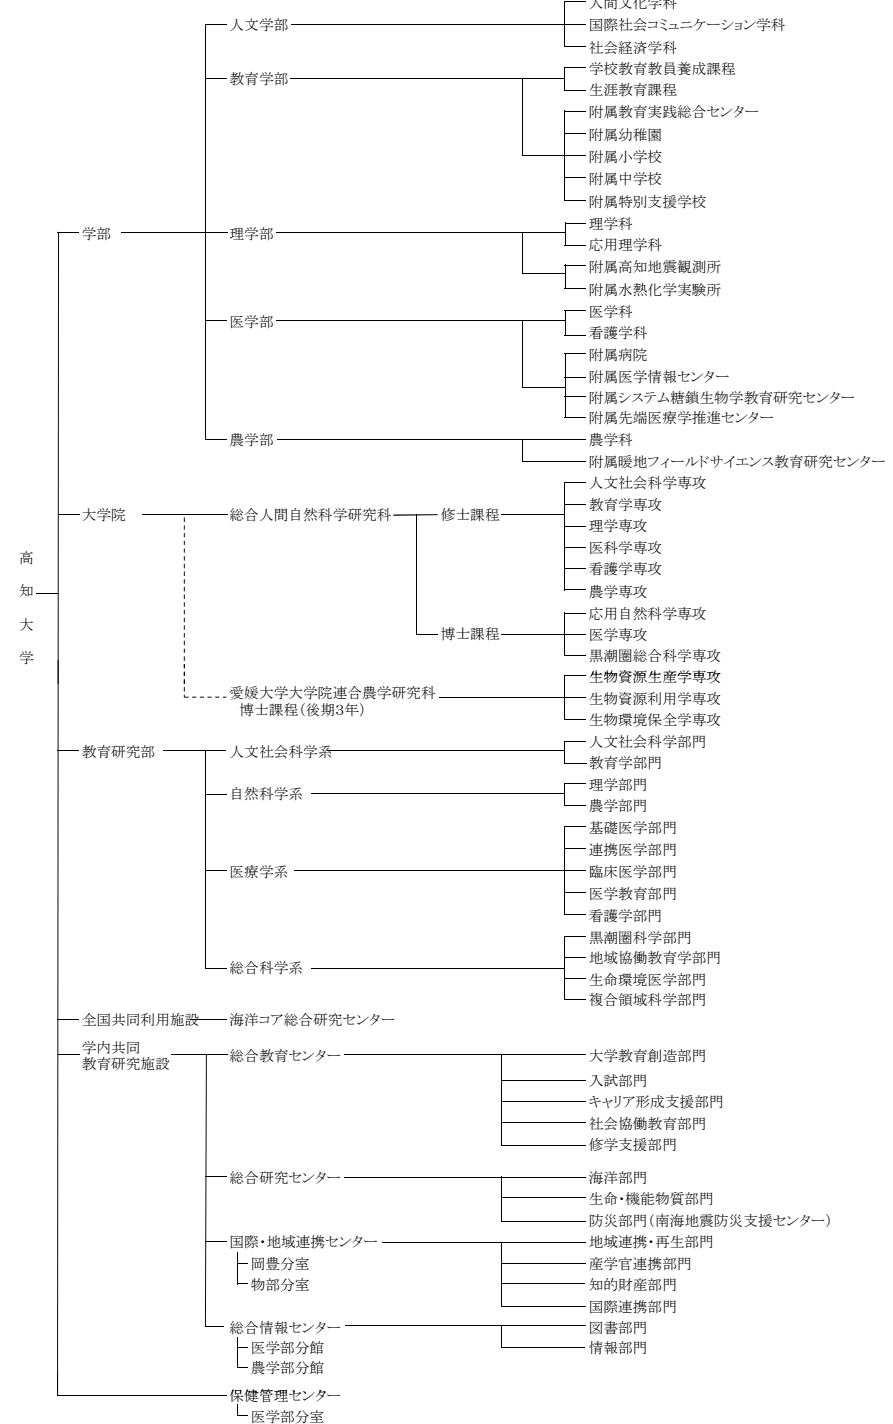 人間文化学科
人文学部
国際社会コミュニケーション学科
社会経済学科
学校教育教員養成課程
教育学部
生涯教育課程
附属教育実践総合センター
附属幼稚園
附属小学校
附属中学校
附属特別支援学校
理学科
学部
理学部
応用理学科
附属高知地震観測所
附属水熱化学実験所
医学科
医学部
看護学科
附属病院
附属医学情報センター
附属システム糖鎖生物学教育研究センター
附属先端医療学推進センター
農学部
農学科
附属暖地フィールドサイエンス教育研究センター
人文社会科学専攻
教育学専攻
大学院
総合人間自然科学研究科
修士課程
理学専攻
医科学専攻
看護学専攻
農学専攻
高知大学
応用自然科学専攻
博士課程
医学専攻
黒潮圏総合科学専攻
生物資源生産学専攻
愛媛大学大学院連合農学研究科
博士課程(後期3年)
生物資源利用学専攻
生物環境保全学専攻
人文社会科学部門
教育研究部
人文社会科学系
教育学部門
理学部門
自然科学系
農学部門
基礎医学部門
連携医学部門
医療学系
臨床医学部門
医学教育部門
看護学部門
黒潮圏科学部門
地域協働教育学部門
総合科学系
生命環境医学部門
複合領域科学部門
全国共同利用施設
海洋コア総合研究センター
学内共同
教育研究施設
総合教育センター
大学教育創造部門
入試部門
キャリア形成支援部門
社会協働教育部門
修学支援部門
総合研究センター
海洋部門
生命・機能物質部門
防災部門(南海地震防災支援センター)
国際・地域連携センター
地域連携・再生部門
岡豊分室
産学官連携部門
物部分室
知的財産部門
国際連携部門
総合情報センター
図書部門
医学部分館
情報部門
農学部分館
保健管理センター
医学部分室